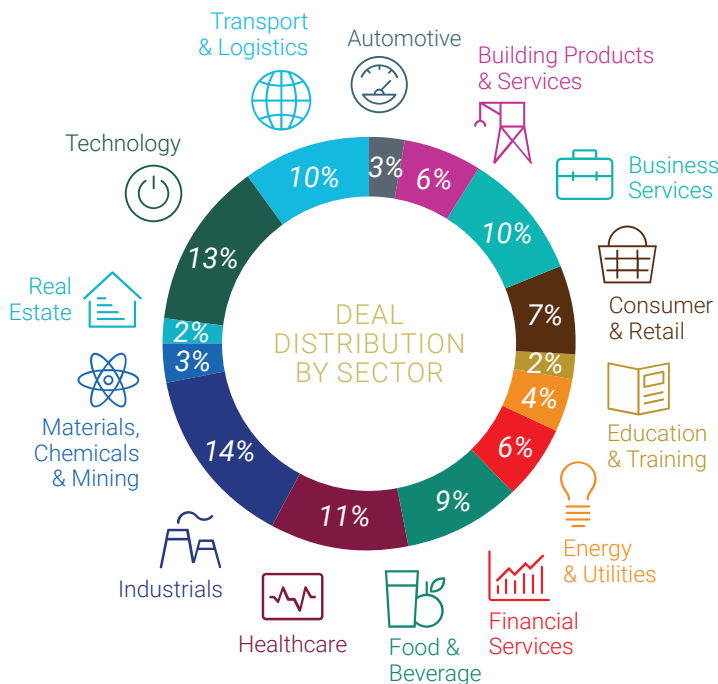 Transport
& Logistics
Automotive
Building Products
& Services
Technology
Business
Services
10%
3%
6%
10%
13%
Real
Estate
Consumer
& Retail
7%
DEAL
DISTRIBUTION
BY SECTOR
2%
3%
2%
4%
Materials,
Chemicals
& Mining
Education
& Training
14%
6%
11%
9%
Energy
& Utilities
Industrials
Healthcare
Food &
Beverage
Financial
Services